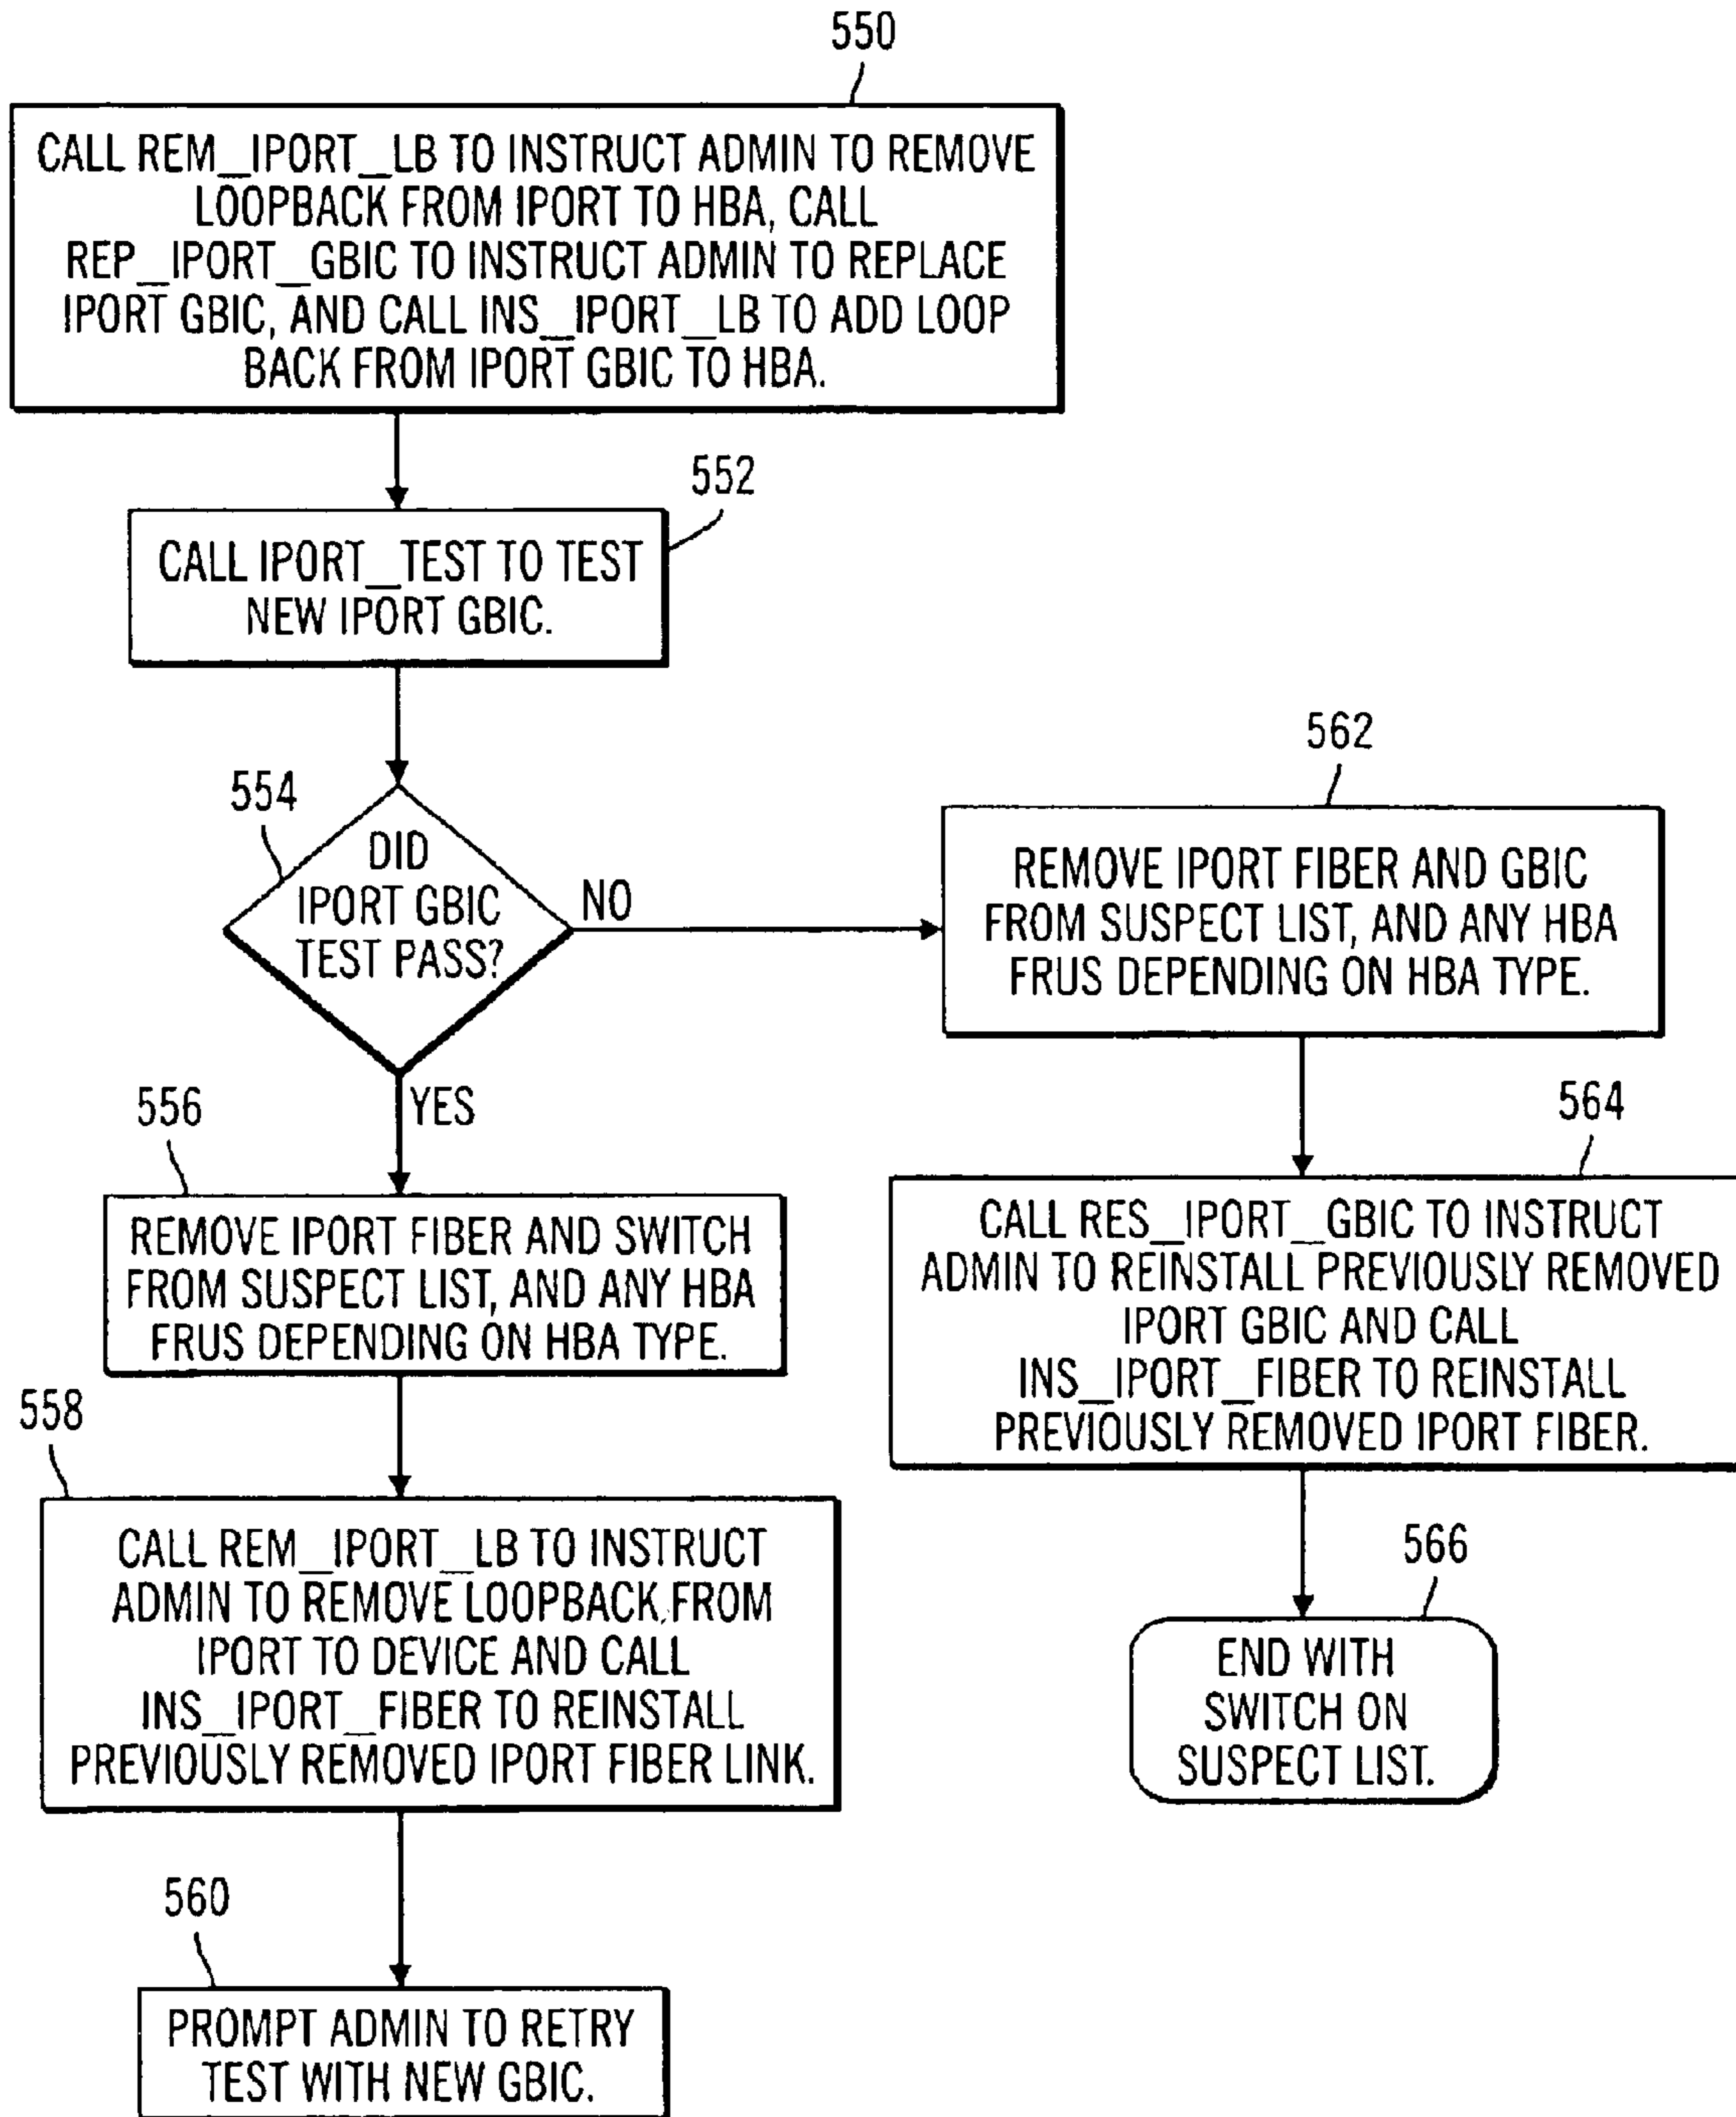 550
CALL REM_IPORT_LB TO INSTRUCT ADMIN TO REMOVE
LOOPBACK FROM IPORT TO HBA, CALL
REP_IPORT_GBIC TO INSTRUCT ADMIN TO REPLACE
IPORT GBIC, AND CALL INS_IPORT_LB TO ADD LOOP
BACK FROM IPORT GBIC TO HBA.
552
CALL IPORT_TEST TO TEST
NEW IPORT GBIC.
554
DID
IPORT GBIC
TEST PASS?
NO
YES
556
REMOVE IPORT FIBER AND SWITCH
FROM SUSPECT LIST, AND ANY HBA
FRUS DEPENDING ON HBA TYPE.
558
CALL REM_IPORT_LB TO INSTRUCT
ADMIN TO REMOVE LOOPBACK FROM
IPORT TO DEVICE AND CALL
INS_IPORT_FIBER TO REINSTALL
PREVIOUSLY REMOVED IPORT FIBER LINK.
560
PROMPT ADMIN TO RETRY
TEST WITH NEW GBIC.
562
REMOVE IPORT FIBER AND GBIC
FROM SUSPECT LIST, AND ANY HBA
FRUS DEPENDING ON HBA TYPE.
564
CALL RES_IPORT_GBIC TO INSTRUCT
ADMIN TO REINSTALL PREVIOUSLY REMOVED
IPORT GBIC AND CALL
INS_IPORT_FIBER TO REINSTALL
PREVIOUSLY REMOVED IPORT FIBER.
566
END WITH
SWITCH ON
SUSPECT LIST.